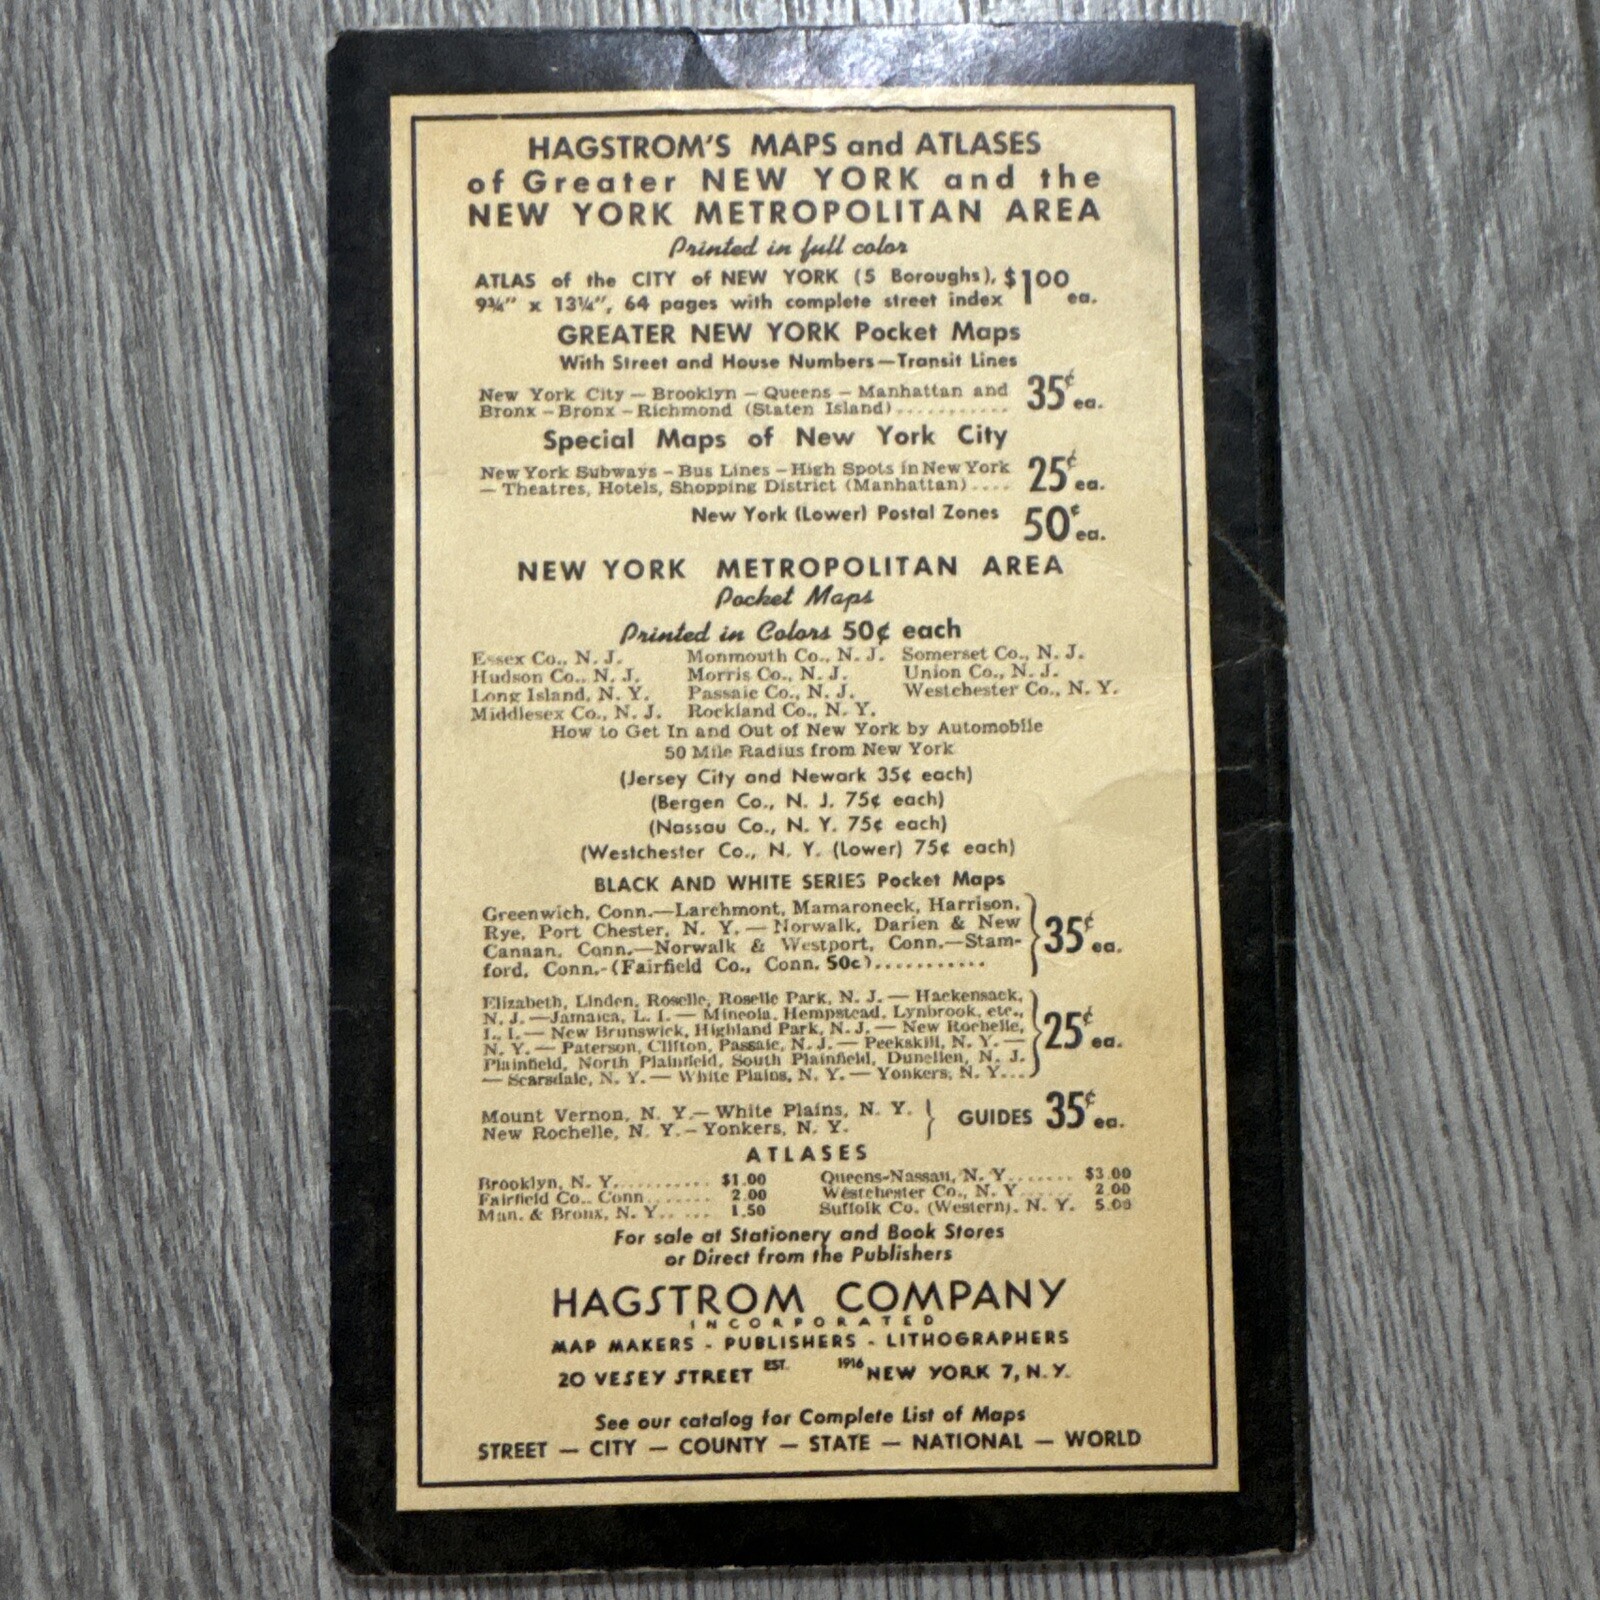 HAGSTROM'S MAPS and ATLASES
of Greater NEW YORK and the
NEW YORK METROPOLITAN AREA
Printed in full color
ATLAS of the CITY of NEW YORK (5 Boroughs), $1.00 ea.
9¾" x 13¼", 64 pages with complete street index
GREATER NEW YORK Pocket Maps
With Street and House Numbers—Transit Lines
New York City — Brooklyn — Queens — Manhattan and
Bronx – Bronx – Richmond (Staten Island)........... 35¢ ea.
Special Maps of New York City
New York Subways – Bus Lines – High Spots in New York
— Theatres, Hotels, Shopping District (Manhattan).... 25¢ ea.
New York (Lower) Postal Zones 50¢ ea.
NEW YORK METROPOLITAN AREA
Pocket Maps
Printed in Colors 50¢ each
Essex Co., N. J. Monmouth Co., N. J. Somerset Co., N. J.
Hudson Co., N. J. Morris Co., N. J. Union Co., N. J.
Long Island, N. Y. Passaic Co., N. J. Westchester Co., N. Y.
Middlesex Co., N. J. Rockland Co., N. Y.
How to Get In and Out of New York by Automobile
50 Mile Radius from New York
(Jersey City and Newark 35¢ each)
(Bergen Co., N. J. 75¢ each)
(Nassau Co., N. Y. 75¢ each)
(Westchester Co., N. Y. (Lower) 75¢ each)
BLACK AND WHITE SERIES Pocket Maps
Greenwich, Conn.—Larchmont, Mamaroneck, Harrison,
Rye, Port Chester, N. Y. — Norwalk, Darien & New
Canaan, Conn.—Norwalk & Westport, Conn.—Stam-
ford, Conn.-(Fairfield Co., Conn. 50c)........... 35¢ ea.
Elizabeth, Linden, Roselle, Roselle Park, N. J. — Hackensack,
N. J. —Jamaica, L. I.— Mineola, Hempstead, Lynbrook, etc.,
L. I.— New Brunswick, Highland Park, N. J. — New Rochelle,
N. Y.— Paterson, Clifton, Passaic, N. J.— Peekskill, N. Y.—
Plainfield, North Plainfield, South Plainfield, Dunellen, N. J.
— Scarsdale, N. Y.— White Plains, N. Y.— Yonkers, N. Y.... 25¢ ea.
Mount Vernon, N. Y.— White Plains, N. Y.
New Rochelle, N. Y.—Yonkers, N. Y. GUIDES 35¢ ea.
ATLASES
Brooklyn, N. Y........... $1.00 Queens-Nassau, N. Y....... $3.00
Fairfield Co., Conn....... 2.00 Westchester Co., N. Y..... 2.00
Man. & Bronx, N. Y...... 1.50 Suffolk Co. (Western), N. Y. 5.00
For sale at Stationery and Book Stores
or Direct from the Publishers
HAGSTROM COMPANY
INCORPORATED
MAP MAKERS - PUBLISHERS - LITHOGRAPHERS
20 VESEY STREET EST. 1916 NEW YORK 7, N. Y.
See our catalog for Complete List of Maps
STREET — CITY — COUNTY — STATE — NATIONAL — WORLD